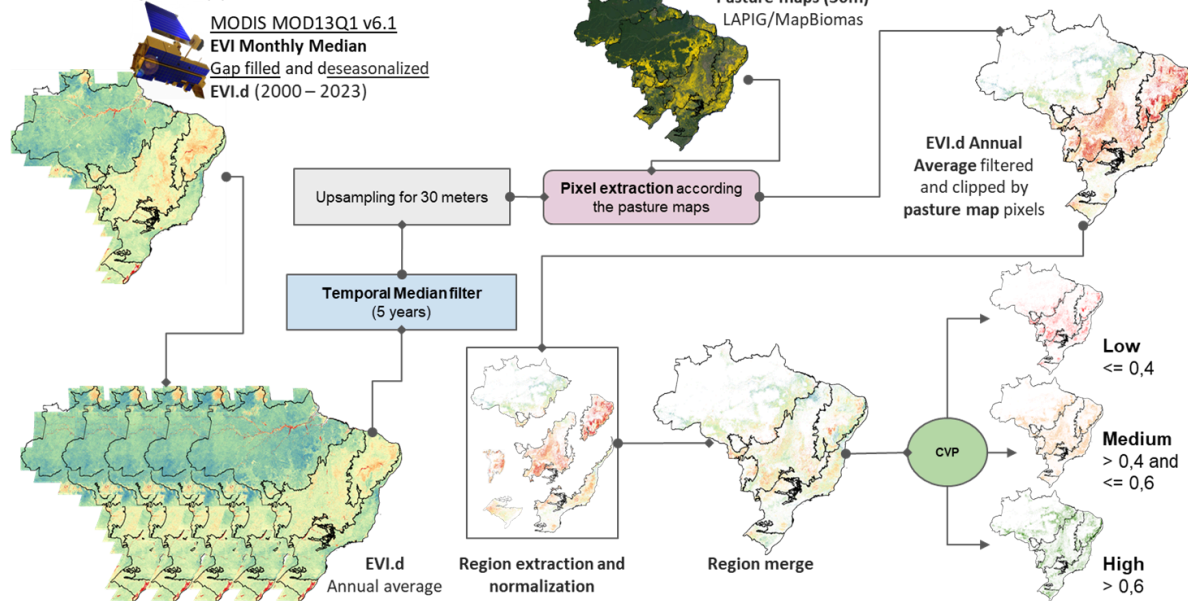 MODIS MOD13Q1 v6.1
EVI Monthly Median
Gap filled and deseasonalized
EVI.d (2000 – 2023)
Pasture maps (30m)
LAPIG/MapBiomas
Upsampling for 30 meters
Pixel extraction according
the pasture maps
EVI.d Annual
Average filtered
and clipped by
pasture map pixels
Temporal Median filter
(5 years)
Low
<= 0,4
Medium
> 0,4 and
<= 0,6
High
> 0,6
CVP
EVI.d
Annual average
Region extraction and
normalization
Region merge